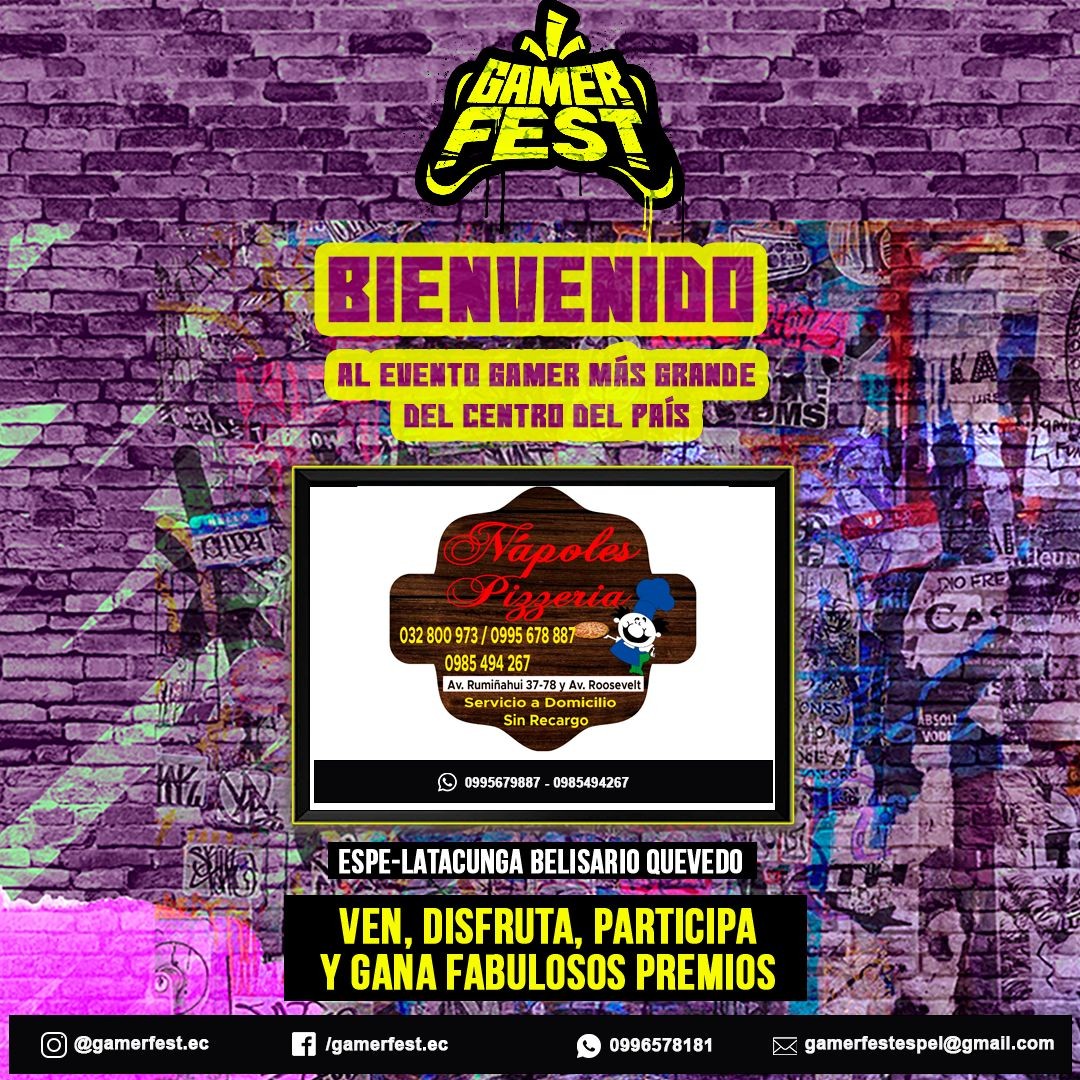 GAMER
FEST
BIENVENIDO
AL EVENTO GAMER MÁS GRANDE
DEL CENTRO DEL PAÍS
Nápoles
Pizzeria
032 800 973 / 0995 678 887
0985 494 267
Av. Rumiñahui 37-78 y Av. Roosevelt
Servicio a Domicilio
Sin Recargo
0995679887 - 0985494267
ESPE-LATACUNGA BELISARIO QUEVEDO
VEN, DISFRUTA, PARTICIPA
Y GANA FABULOSOS PREMIOS
@gamerfest.ec
/gamerfest.ec
0996578181
gamerfestespel@gmail.com